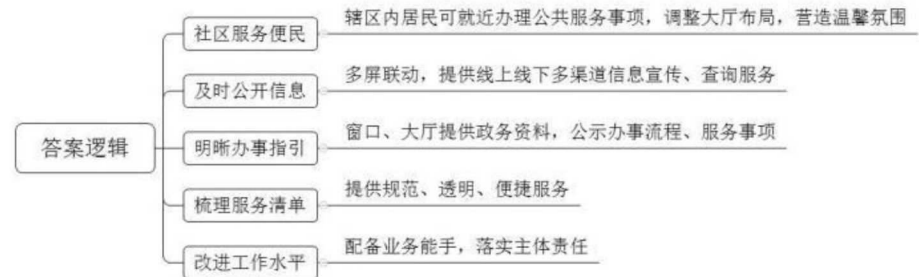 答案逻辑
社区服务便民
辖区内居民可就近办理公共服务事项，调整大厅布局，营造温馨氛围
及时公开信息
多屏联动，提供线上线下多渠道信息宣传、查询服务
明晰办事指引
窗口、大厅提供政务资料，公示办事流程、服务事项
梳理服务清单
提供规范、透明、便捷服务
改进工作水平
配备业务能手，落实主体责任